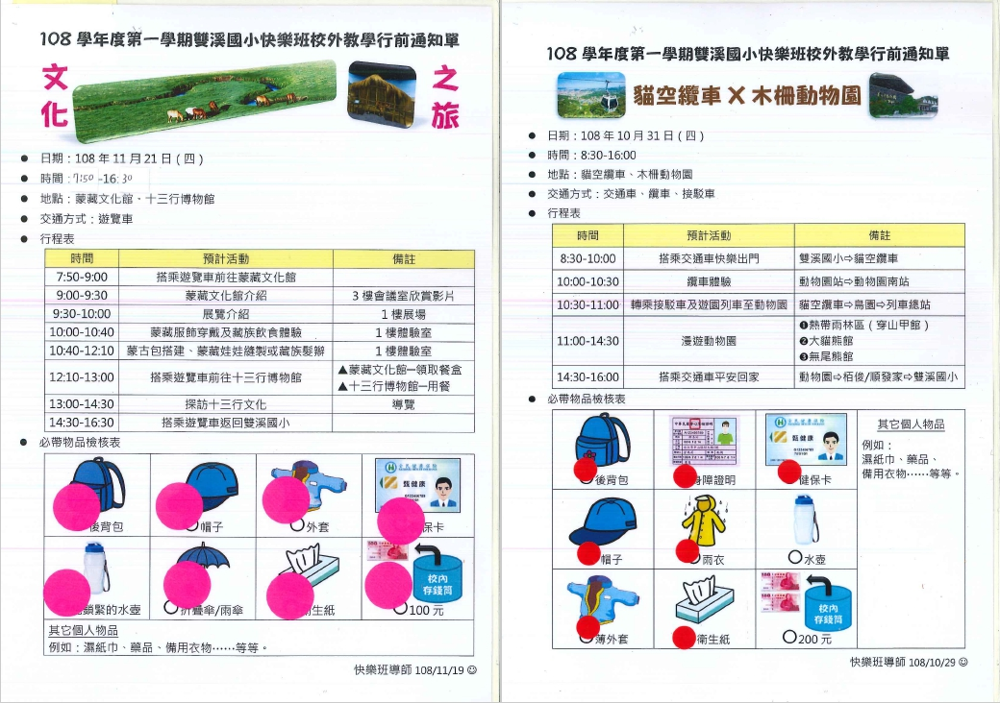 108 學年度第一學期雙溪國小快樂班校外教學行前通知單
文化
之旅
● 日期：108 年 11 月 21 日（四）
● 時間：7:50 -16:30
● 地點：蒙藏文化館、十三行博物館
● 交通方式：遊覽車
● 行程表
時間 預計活動 備註
7:50-9:00 搭乘遊覽車前往蒙藏文化館
9:00-9:30 蒙藏文化館介紹 3 樓會議室欣賞影片
9:30-10:00 展覽介紹 1 樓展場
10:00-10:40 蒙藏服飾穿戴及藏族飲食體驗 1 樓體驗室
10:40-12:10 蒙古包搭建、蒙藏娃娃縫製或藏族髮辮 1 樓體驗室
12:10-13:00 搭乘遊覽車前往十三行博物館 ▲蒙藏文化館─領取餐盒
▲十三行博物館─用餐
13:00-14:30 探訪十三行文化 導覽
14:30-16:30 搭乘遊覽車返回雙溪國小
● 必帶物品檢核表
甄健康
後背包 ○帽子 ○外套 保卡
100
校內
存錢筒
鎖緊的水壺 ○折疊傘/雨傘 衛生紙 ○100 元
其它個人物品
例如：濕紙巾、藥品、備用衣物⋯⋯等等。
快樂班導師 108/11/19 ☺
108 學年度第一學期雙溪國小快樂班校外教學行前通知單
貓空纜車 X 木柵動物園
● 日期：108 年 10 月 31 日（四）
● 時間：8:30-16:00
● 地點：貓空纜車、木柵動物園
● 交通方式：交通車、纜車、接駁車
● 行程表
時間 預計活動 備註
8:30-10:00 搭乘交通車快樂出門 雙溪國小⇨貓空纜車
10:00-10:30 纜車體驗 動物園站⇨動物園南站
10:30-11:00 轉乘接駁車及遊園列車至動物園 貓空纜車⇨鳥園⇨列車總站
11:00-14:30 漫遊動物園 ❶熱帶雨林區（穿山甲館）
❷大貓熊館
❸無尾熊館
14:30-16:00 搭乘交通車平安回家 動物園⇨栢俊/順發家⇨雙溪國小
● 必帶物品檢核表
甄健康
後背包 身障證明 健保卡
其它個人物品
例如：
濕紙巾、藥品、
備用衣物⋯⋯等等。
帽子 ○雨衣 ○水壺
100
校內
存錢筒
薄外套 衛生紙 ○200 元
快樂班導師 108/10/29 ☺